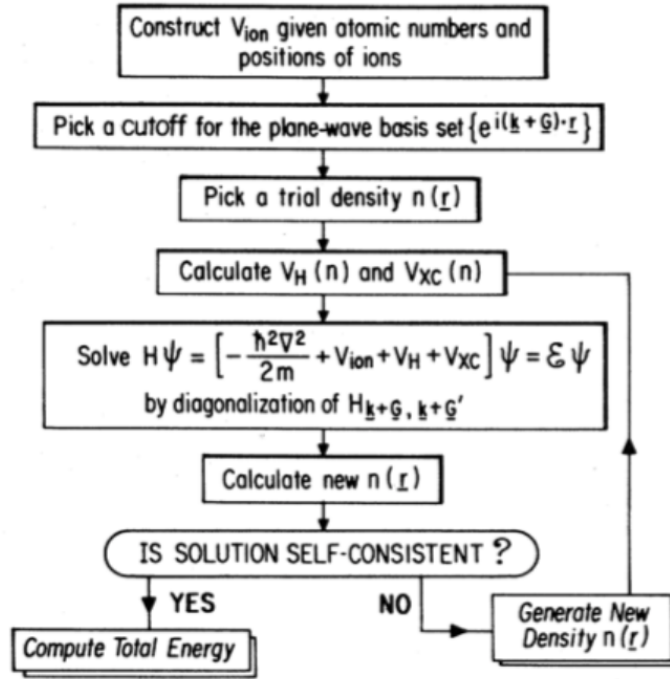 Construct V_ion given atomic numbers and
positions of ions
Pick a cutoff for the plane-wave basis set {e^{i(k̲+G̲)·r̲}}
Pick a trial density n(r̲)
Calculate V_H(n) and V_XC(n)
Solve Hψ = [-ħ²∇²/2m + V_ion + V_H + V_XC]ψ = ℰψ
by diagonalization of H_{k̲+G̲, k̲+G̲'}
Calculate new n(r̲)
IS SOLUTION SELF-CONSISTENT ?
YES
NO
Compute Total Energy
Generate New
Density n(r̲)